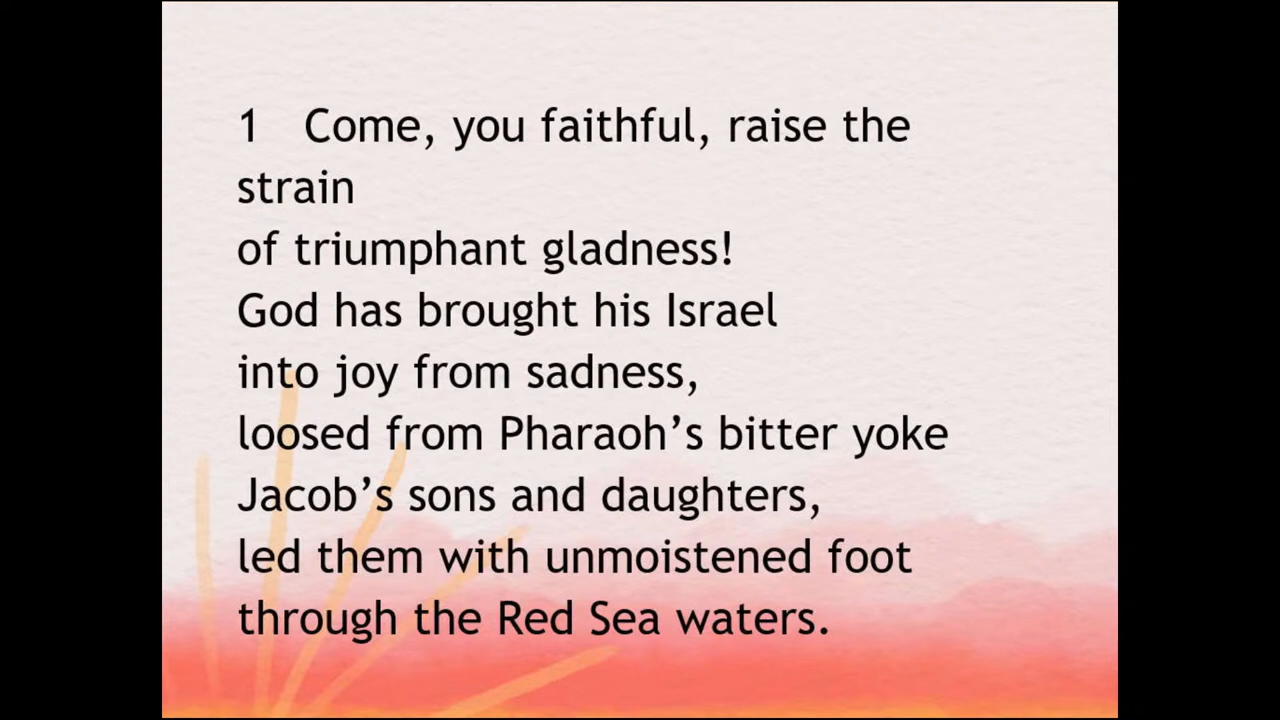 1 Come, you faithful, raise the
strain
of triumphant gladness!
God has brought his Israel
into joy from sadness,
loosed from Pharaoh’s bitter yoke
Jacob’s sons and daughters,
led them with unmoistened foot
through the Red Sea waters.